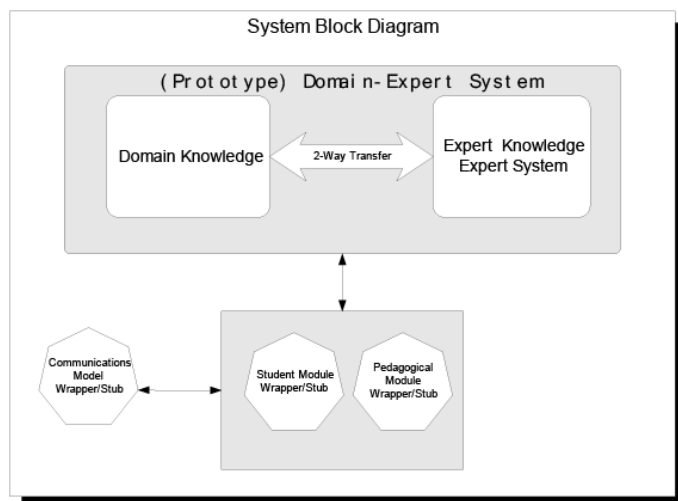 System Block Diagram
(Prototype) Domain-Expert System
Domain Knowledge
2-Way Transfer
Expert Knowledge
Expert System
Communications
Model
Wrapper/Stub
Student Module
Wrapper/Stub
Pedagogical
Module
Wrapper/Stub